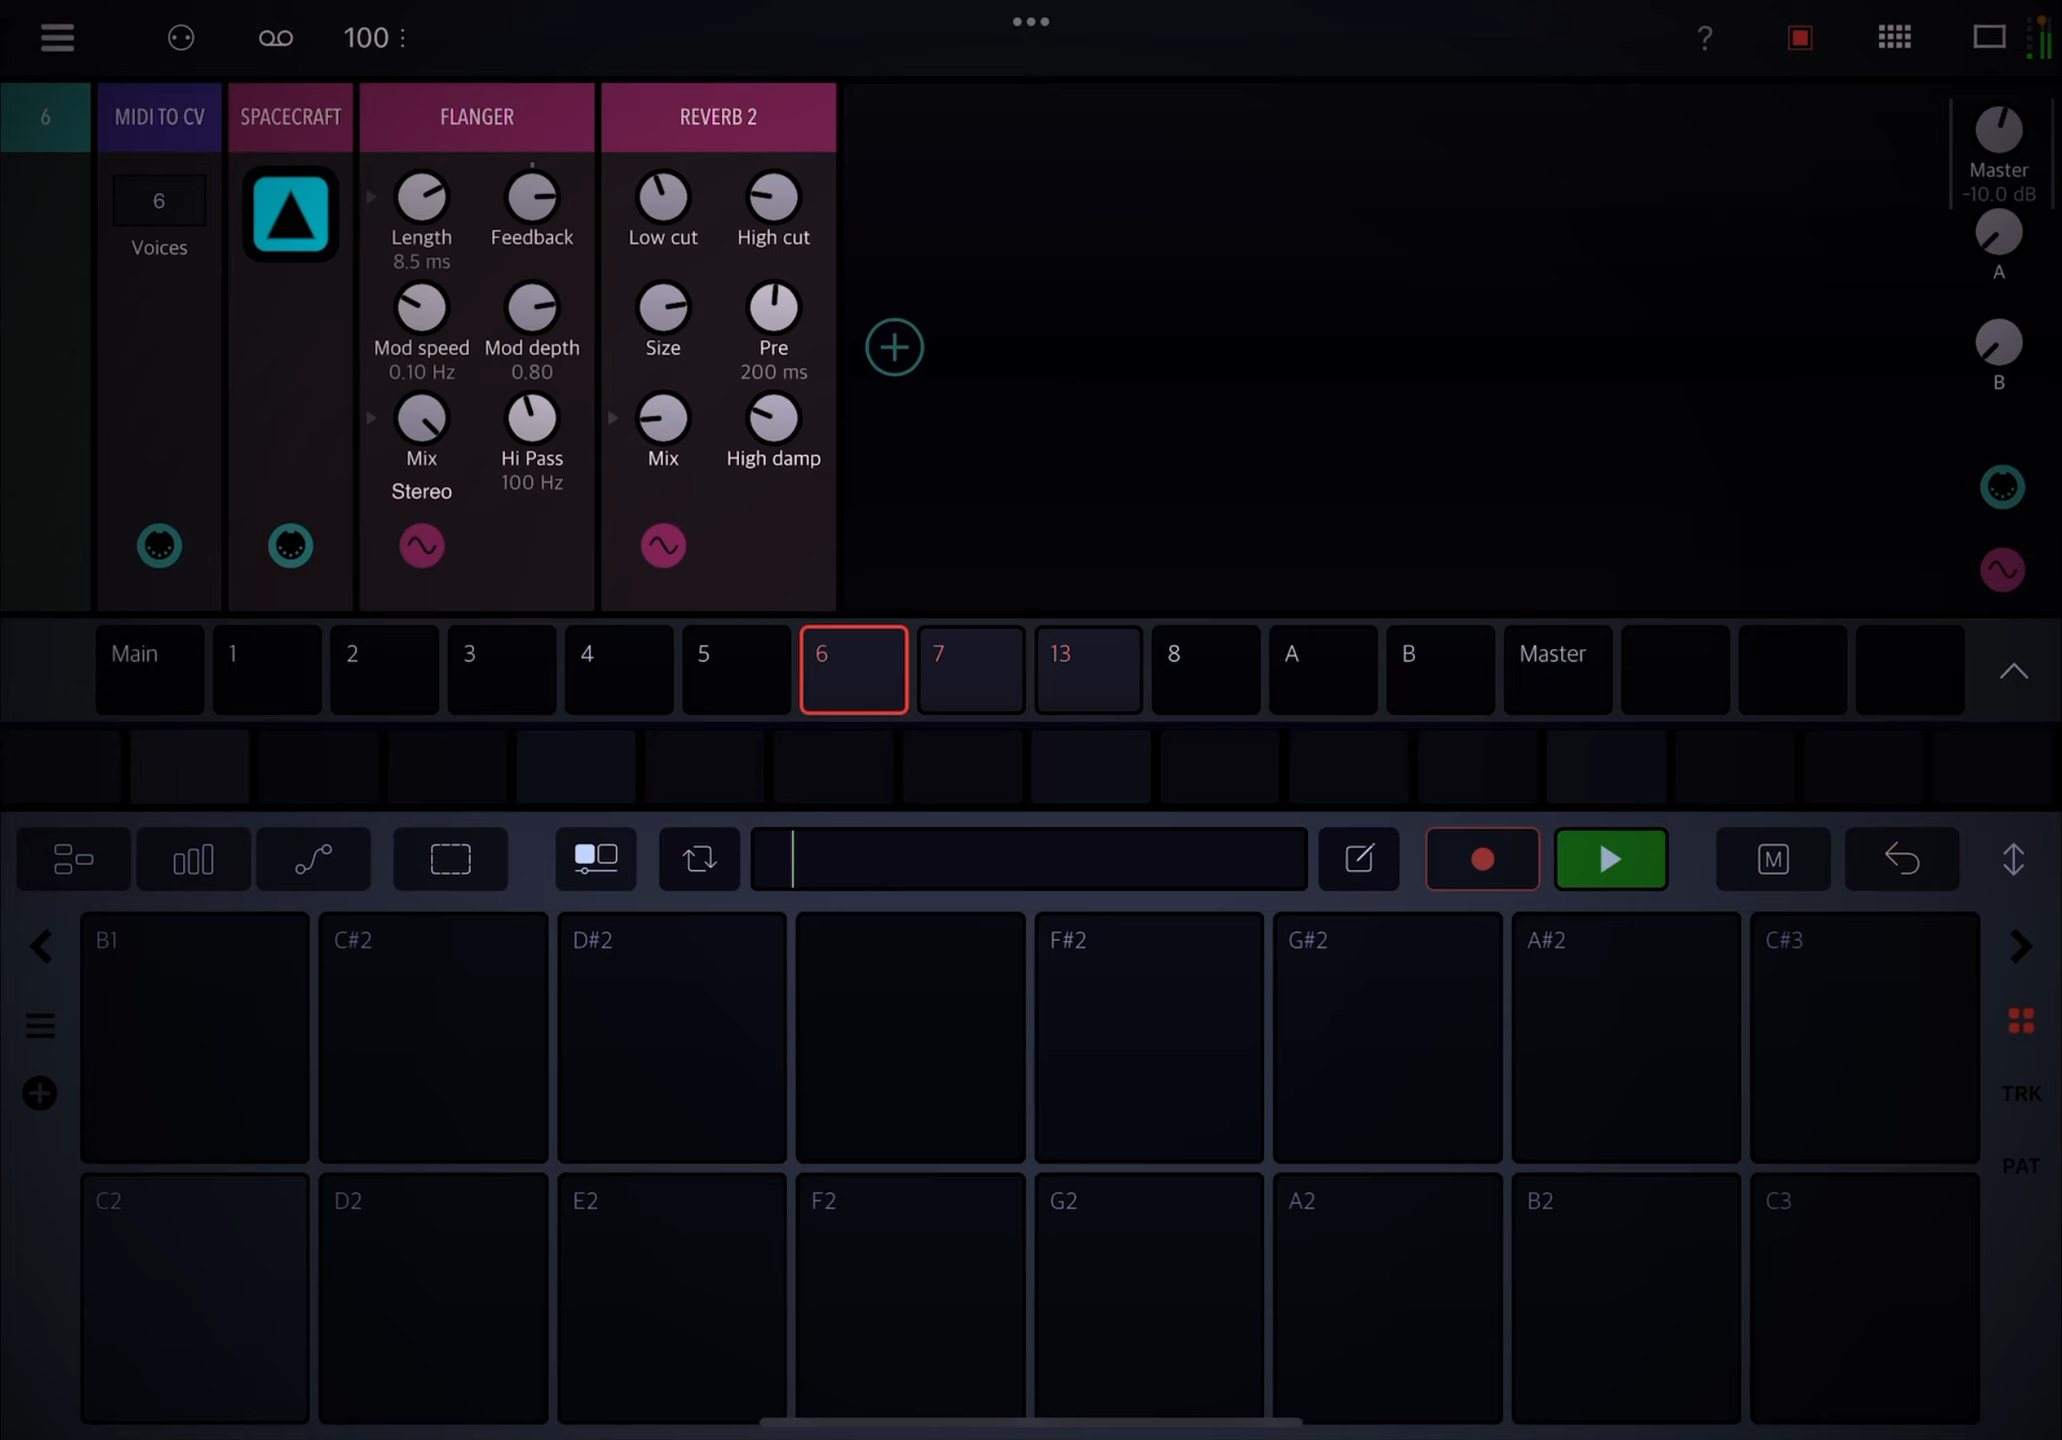 100
?
6
MIDI TO CV
SPACECRAFT
FLANGER
REVERB 2
6
Voices
Length
8.5 ms
Feedback
Mod speed
0.10 Hz
Mod depth
0.80
Mix
Hi Pass
100 Hz
Stereo
Low cut
High cut
Size
Pre
200 ms
Mix
High damp
Master
-10.0 dB
A
B
Main 1 2 3 4 5 6 7 13 8 A B Master
M
B1 C#2 D#2 F#2 G#2 A#2 C#3
TRK
PAT
C2 D2 E2 F2 G2 A2 B2 C3